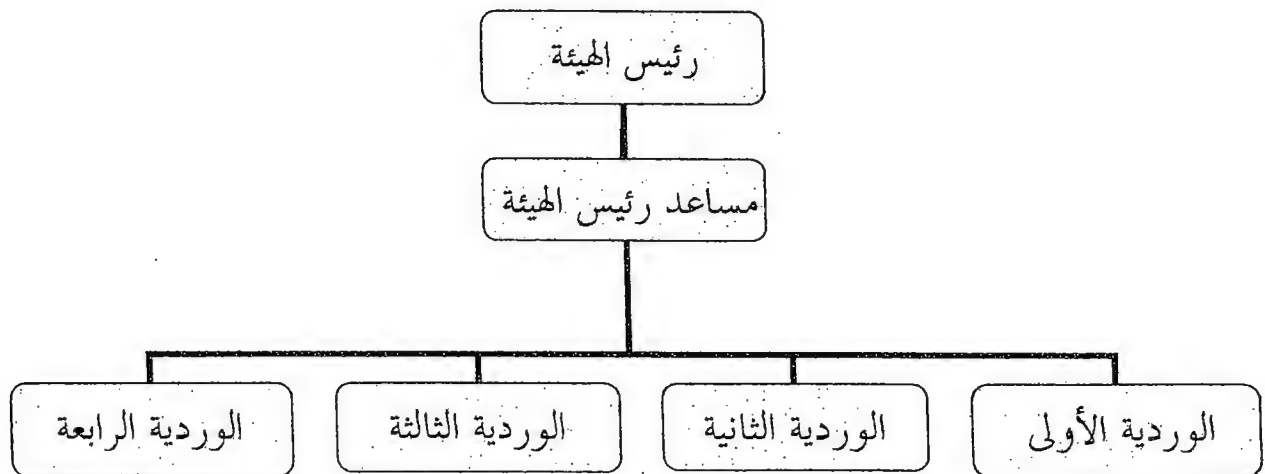 رئيس الهيئة
مساعد رئيس الهيئة
الوردية الأولى
الوردية الثانية
الوردية الثالثة
الوردية الرابعة